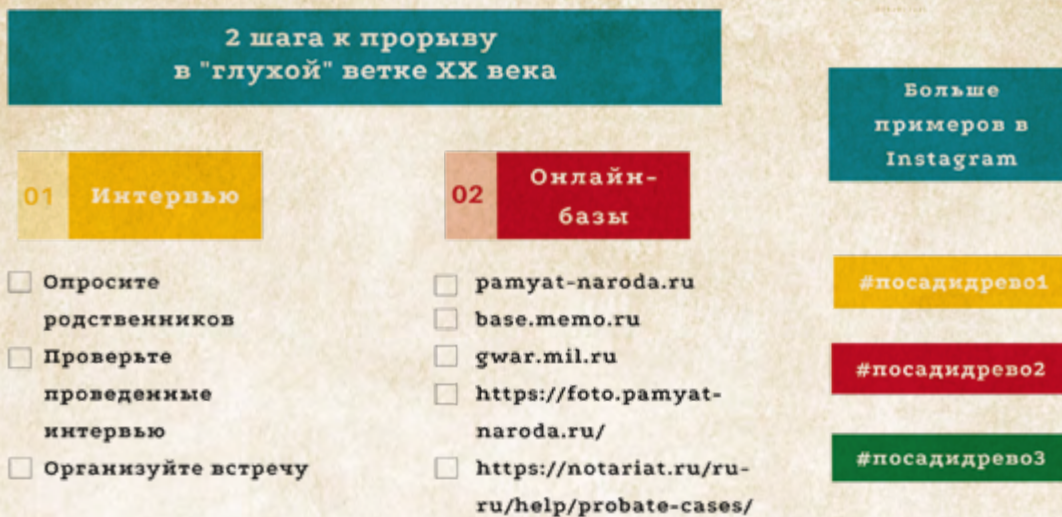 2 шага к прорыву
в "глухой" ветке XX века
01
Интервью
Опросите
родственников
Проверьте
проведенные
интервью
Организуйте встречу
02
Онлайн-
базы
pamyat-naroda.ru
base.memo.ru
gwar.mil.ru
https://foto.pamyat-
naroda.ru/
https://notariat.ru/ru-
ru/help/probate-cases/
Больше
примеров в
Instagram
#посадидрево1
#посадидрево2
#посадидрево3